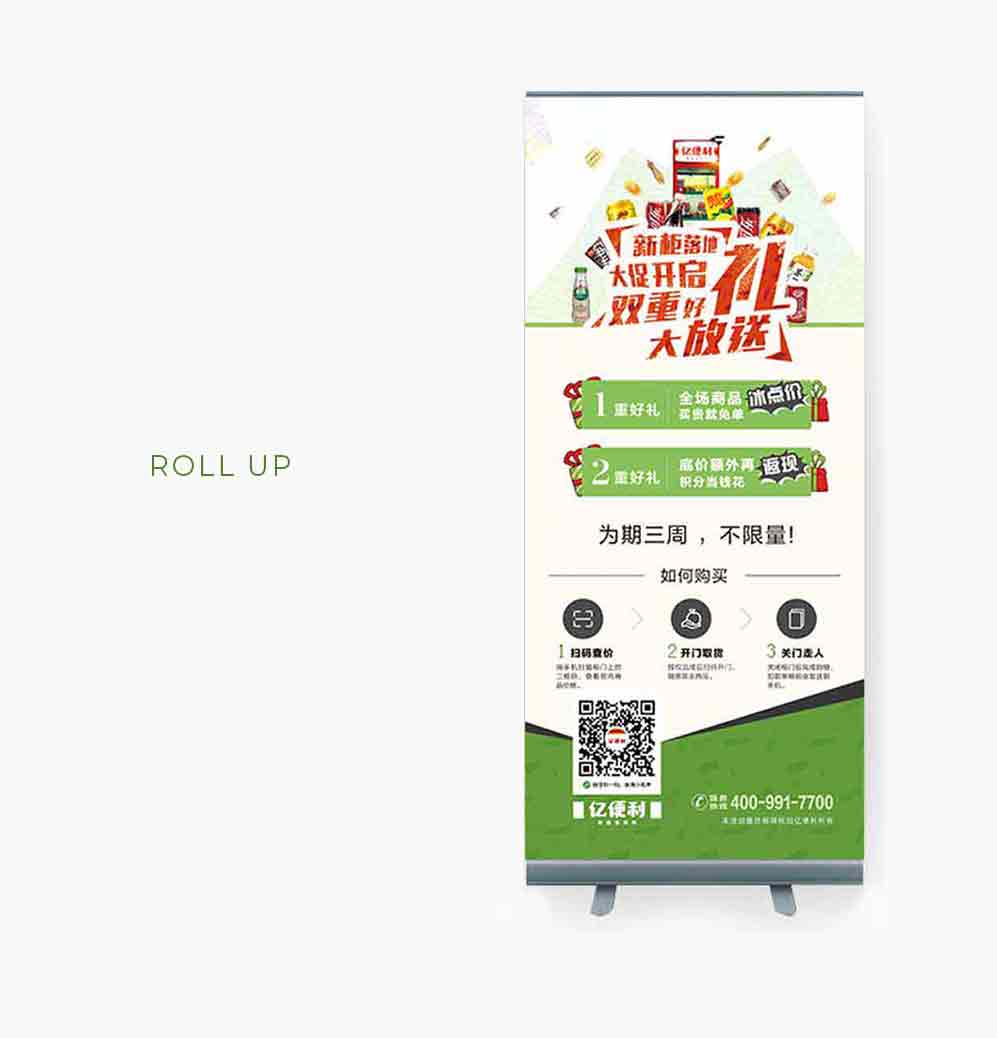 ROLL UP
亿便利
新柜落地
大促开启
双重好礼
大放送
1重好礼
全场商品
买贵就免单
冰点价
2重好礼
底价额外再
积分当钱花
返现
为期三周 ，不限量!
如何购买
1 扫码查价
2 开门取货
3 关门走人
亿便利
服务
热线
400-991-7700